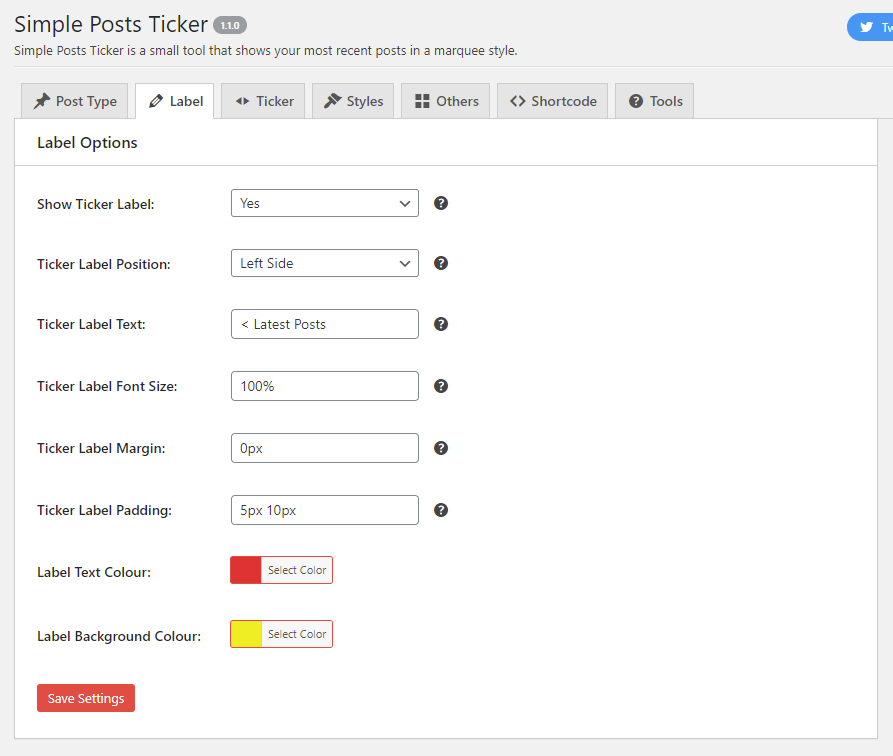 Simple Posts Ticker 1.1.0
Tw
Simple Posts Ticker is a small tool that shows your most recent posts in a marquee style.
Post Type Label Ticker Styles Others Shortcode Tools
Label Options
Show Ticker Label: Yes
Ticker Label Position: Left Side
Ticker Label Text: < Latest Posts
Ticker Label Font Size: 100%
Ticker Label Margin: 0px
Ticker Label Padding: 5px 10px
Label Text Colour: Select Color
Label Background Colour: Select Color
Save Settings